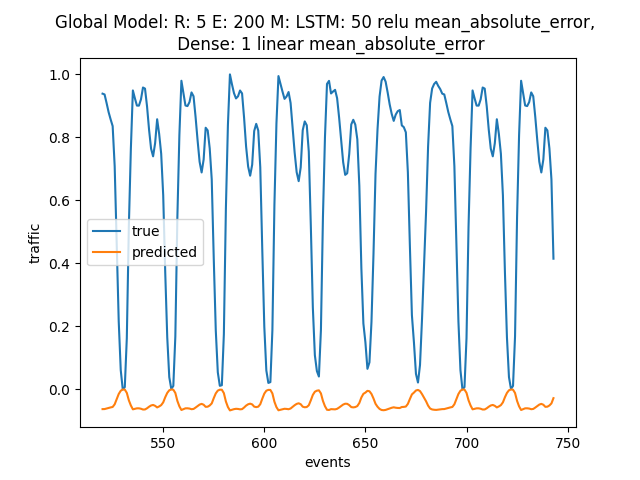 Global Model: R: 5 E: 200 M: LSTM: 50 relu mean_absolute_error,
Dense: 1 linear mean_absolute_error
1.0
0.8
0.6
0.4
0.2
0.0
traffic
true
predicted
550
600
650
700
750
events